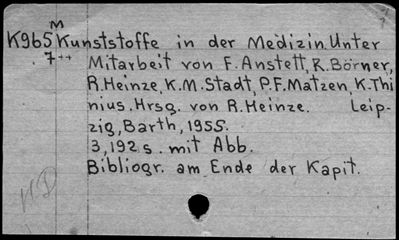 M
K965 Kunststoffe in der Medizin. Unter
.7++ Mitarbeit von F. Anstett, R. Börner,
R. Heinze, K.M. Stadt, P.F. Matzen, K. Thi
nius. Hrsg. von R. Heinze. Leip-
zig, Barth, 1955.
3, 192 s. mit Abb.
Bibliogr. am Ende der Kapit.